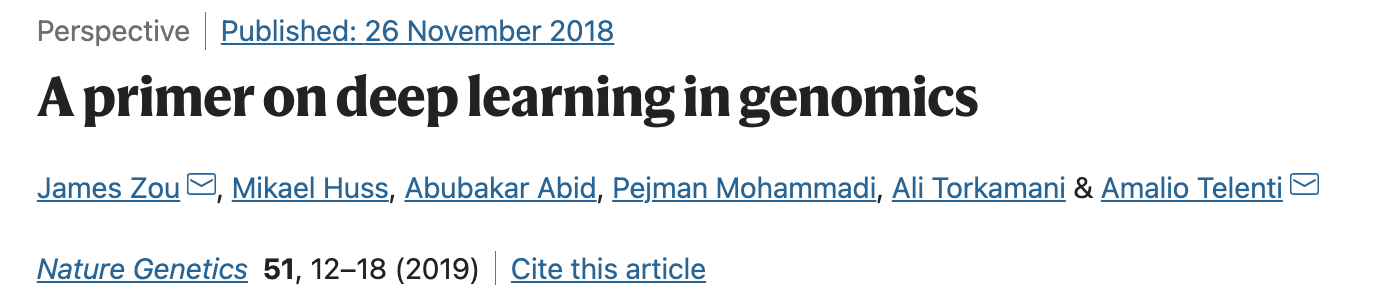 Perspective | Published: 26 November 2018
A primer on deep learning in genomics
James Zou, Mikael Huss, Abubakar Abid, Pejman Mohammadi, Ali Torkamani & Amalio Telenti
Nature Genetics 51, 12–18 (2019) | Cite this article